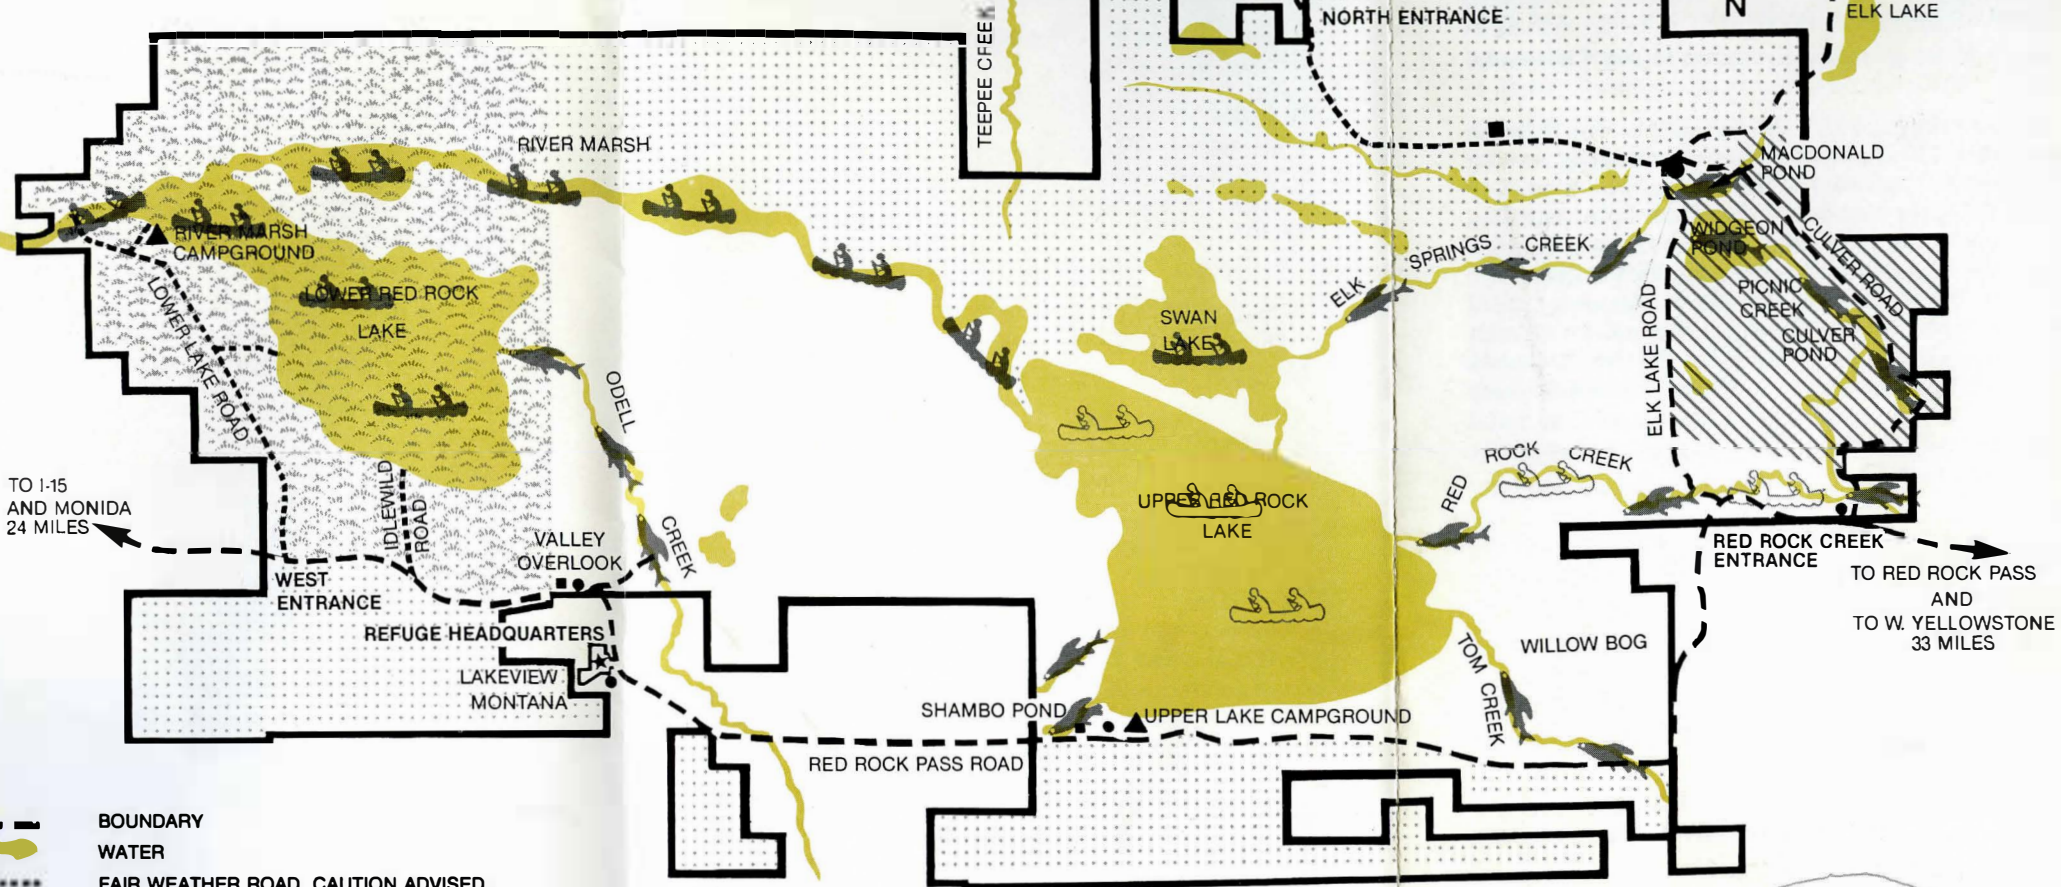 TEEPEE CREEK
NORTH ENTRANCE
N
ELK LAKE
RIVER MARSH
MACDONALD
POND
RIVER MARSH
CAMPGROUND
LOWER LAKE ROAD
LOWER RED ROCK
LAKE
SWAN
LAKE
ELK SPRINGS CREEK
WIDGEON
POND
CULVER ROAD
PICNIC
CREEK
CULVER
POND
ELK LAKE ROAD
ODELL CREEK
TO I-15
AND MONIDA
24 MILES
IDLEWILD
ROAD
VALLEY
OVERLOOK
WEST
ENTRANCE
REFUGE HEADQUARTERS
LAKEVIEW
MONTANA
UPPER RED ROCK
LAKE
RED ROCK CREEK
RED ROCK CREEK
ENTRANCE
TO RED ROCK PASS
AND
TO W. YELLOWSTONE
33 MILES
WILLOW BOG
TOM CREEK
SHAMBO POND
UPPER LAKE CAMPGROUND
RED ROCK PASS ROAD
BOUNDARY
WATER
FAIR WEATHER ROAD, CAUTION ADVISED